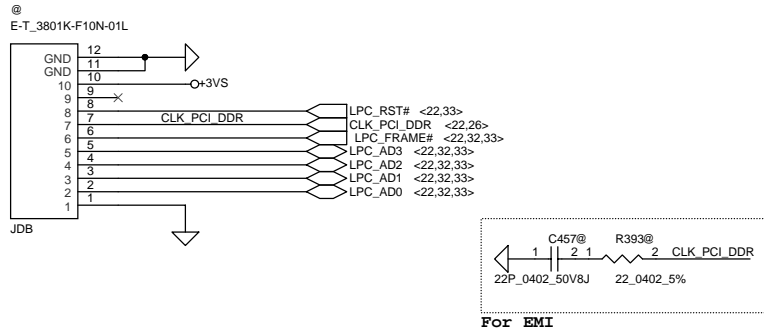 @
E-T_3801K-F10N-01L
GND 12
GND 11
10 10 +3VS
9 9
8 8 LPC_RST# <22,33>
7 7 CLK_PCI_DDR CLK_PCI_DDR <22,26>
6 6 LPC_FRAME# <22,32,33>
5 5 LPC_AD3 <22,32,33>
4 4 LPC_AD2 <22,32,33>
3 3 LPC_AD1 <22,32,33>
2 2 LPC_AD0 <22,32,33>
1 1
JDB
C457@ R393@
1 2 1 2 CLK_PCI_DDR
22P_0402_50V8J 22_0402_5%
For EMI